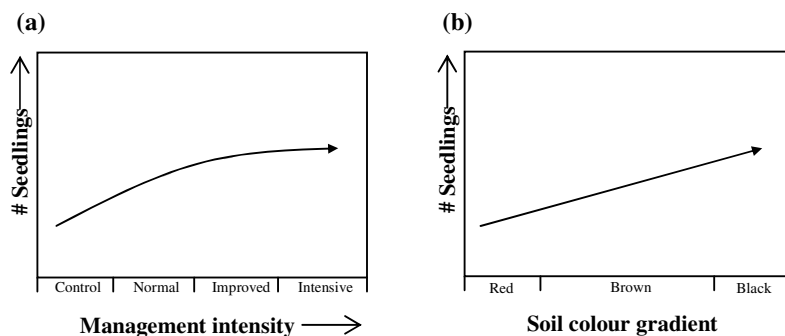 (a)
# Seedlings
Control Normal Improved Intensive
Management intensity
(b)
# Seedlings
Red Brown Black
Soil colour gradient